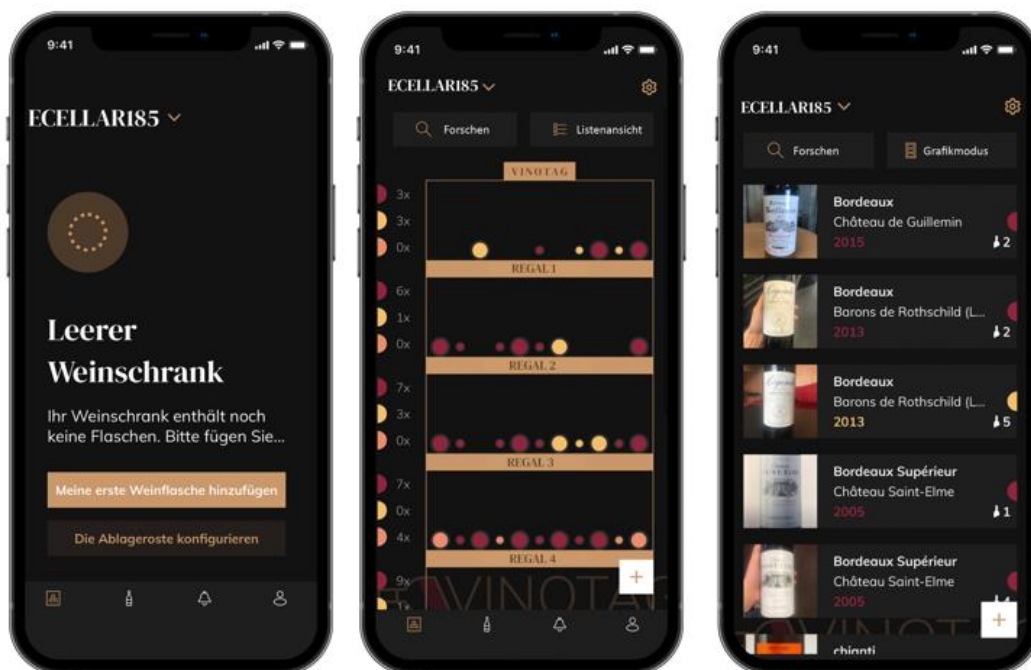 9:41
ECELLAR185
Leerer
Weinschrank
Ihr Weinschrank enthält noch
keine Flaschen. Bitte fügen Sie...
Meine erste Weinflasche hinzufügen
Die Ablageroste konfigurieren
9:41
ECELLAR185
Forschen
Listenansicht
VINOTAG
3x
3x
0x
REGAL 1
6x
1x
0x
REGAL 2
7x
3x
0x
REGAL 3
7x
0x
4x
REGAL 4
9x
+
VINOTAG
9:41
ECELLAR185
Forschen
Grafikmodus
Bordeaux
Château de Guillemin
2015
2
Bordeaux
Barons de Rothschild (L...
2013
2
Bordeaux
Barons de Rothschild (L...
2013
5
Bordeaux Supérieur
Château Saint-Elme
2005
1
Bordeaux Supérieur
Château Saint-Elme
2005
+
chianti